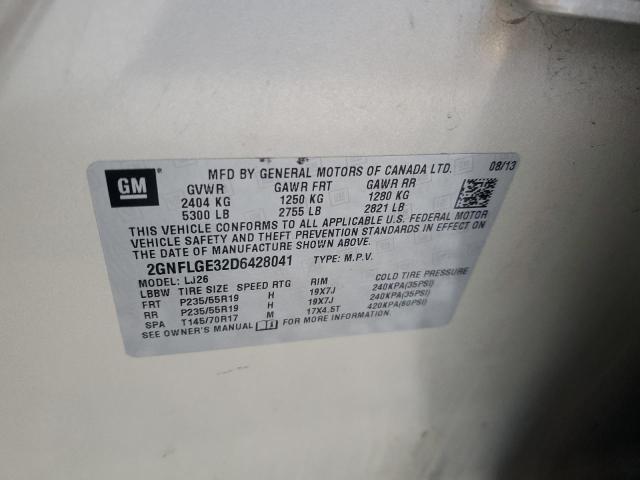 MFD BY GENERAL MOTORS OF CANADA LTD. 08/13
GM
GVWR GAWR FRT GAWR RR
2404 KG 1250 KG 1280 KG
5300 LB 2755 LB 2821 LB
THIS VEHICLE CONFORMS TO ALL APPLICABLE U.S. FEDERAL MOTOR
VEHICLE SAFETY AND THEFT PREVENTION STANDARDS IN EFFECT ON
THE DATE OF MANUFACTURE SHOWN ABOVE.
2GNFLGE32D6428041 TYPE: M.P.V.
MODEL: LJ26
LBBW TIRE SIZE SPEED RTG RIM COLD TIRE PRESSURE
FRT P235/55R19 H 19X7J 240KPA(35PSI)
RR P235/55R19 H 19X7J 240KPA(35PSI)
SPA T145/70R17 M 17X4.5T 420KPA(60PSI)
SEE OWNER'S MANUAL FOR MORE INFORMATION.